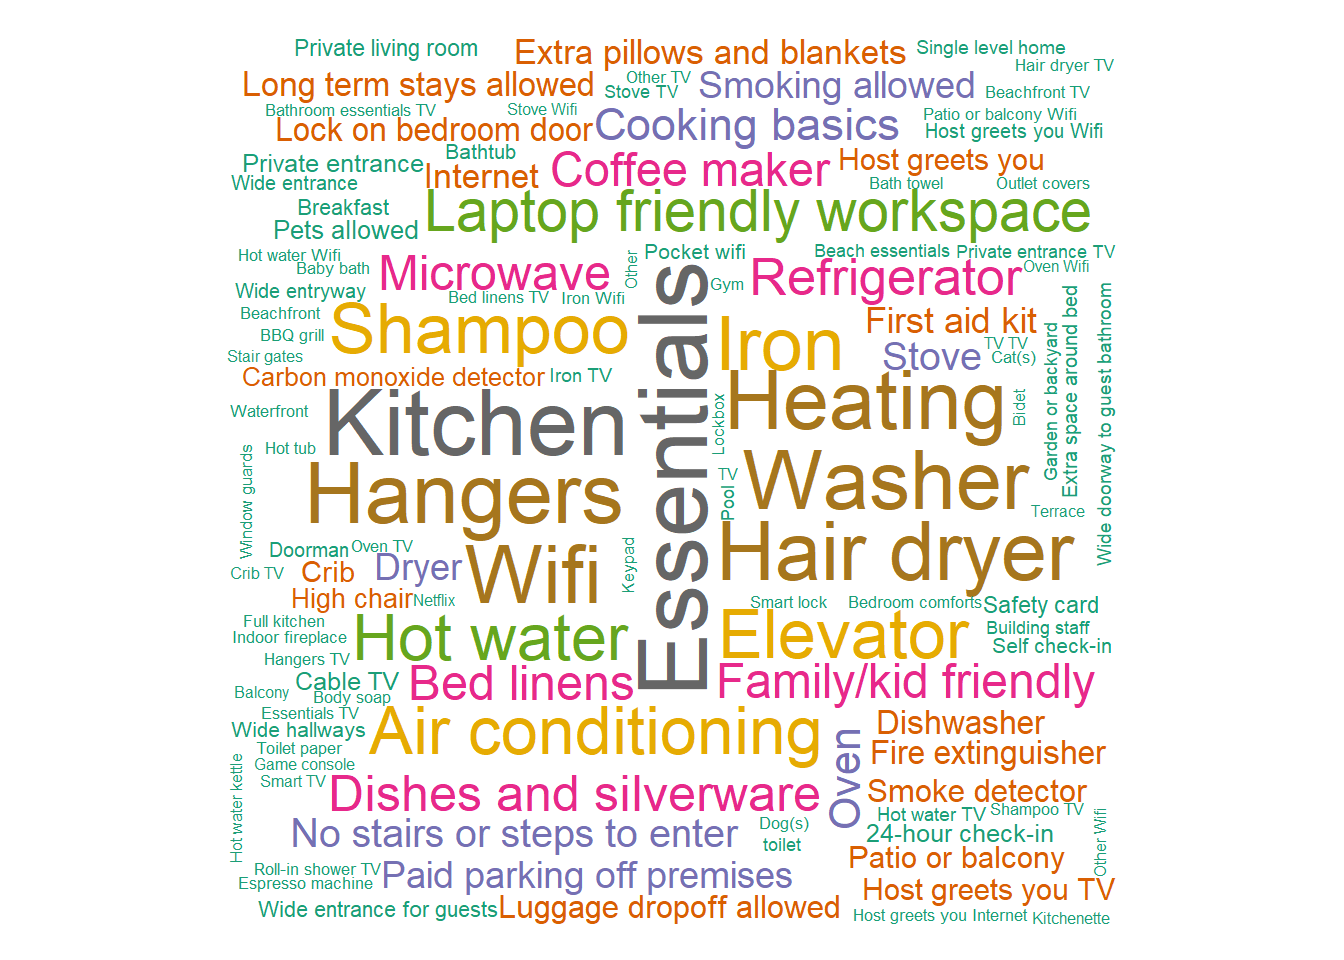 Private living room
Extra pillows and blankets
Single level home
Hair dryer TV
Long term stays allowed
Other TV
Stove TV
Smoking allowed
Beachfront TV
Bathroom essentials TV
Stove Wifi
Patio or balcony Wifi
Lock on bedroom door
Cooking basics
Host greets you Wifi
Private entrance
Bathtub
Coffee maker
Host greets you
Wide entrance
Internet
Bath towel
Outlet covers
Breakfast
Laptop friendly workspace
Pets allowed
Hot water Wifi
Other
Pocket wifi
Beach essentials
Private entrance TV
Baby bath
Microwave
Gym
Refrigerator
Oven Wifi
Wide entryway
Bed linens TV
Iron Wifi
Beachfront
Shampoo
Essentials
Iron
First aid kit
BBQ grill
Stove
TV TV
Cat(s)
Stair gates
Garden or backyard
Extra space around bed
Wide doorway to guest bathroom
Carbon monoxide detector
Iron TV
Heating
Waterfront
Kitchen
Lockbox
Bidet
Hot tub
Window guards
Hangers
TV
Pool
Washer
Terrace
Doorman
Oven TV
Hair dryer
Crib TV
Crib
Dryer
Wifi
Keypad
High chair
Netflix
Smart lock
Bedroom comforts
Safety card
Full kitchen
Indoor fireplace
Hot water
Elevator
Building staff
Self check-in
Hangers TV
Cable TV
Bed linens
Family/kid friendly
Balcony
Body soap
Essentials TV
Wide hallways
Air conditioning
Dishwasher
Toilet paper
Oven
Fire extinguisher
Game console
Hot water kettle
Smart TV
Dishes and silverware
Smoke detector
Hot water TV
Shampoo TV
No stairs or steps to enter
Dog(s)
toilet
24-hour check-in
Other Wifi
Patio or balcony
Roll-in shower TV
Espresso machine
Paid parking off premises
Host greets you TV
Wide entrance for guests
Luggage dropoff allowed
Host greets you Internet
Kitchenette